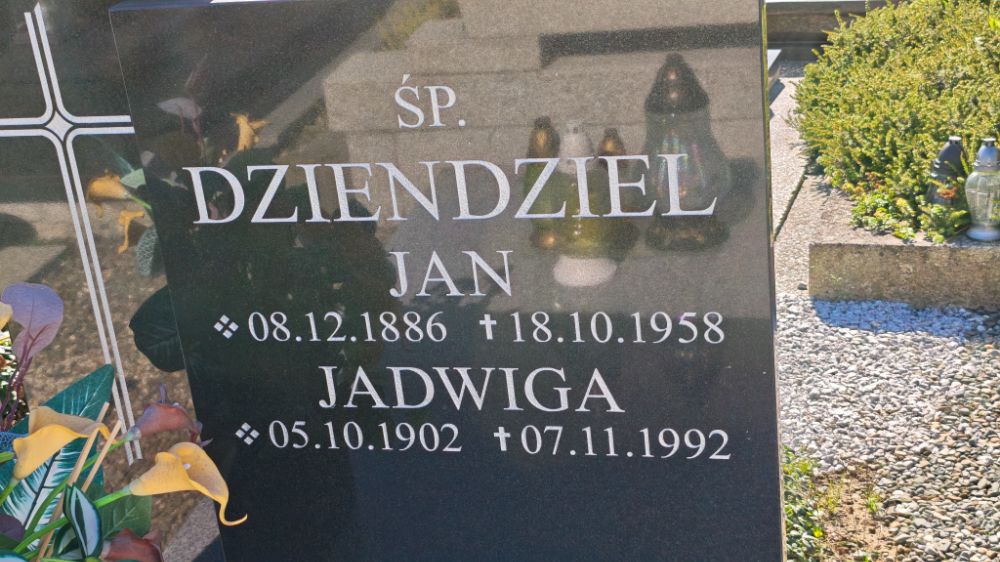 ŚP.
DZIENDZIEL
JAN
❖ 08.12.1886 ✝ 18.10.1958
JADWIGA
❖ 05.10.1902 ✝ 07.11.1992